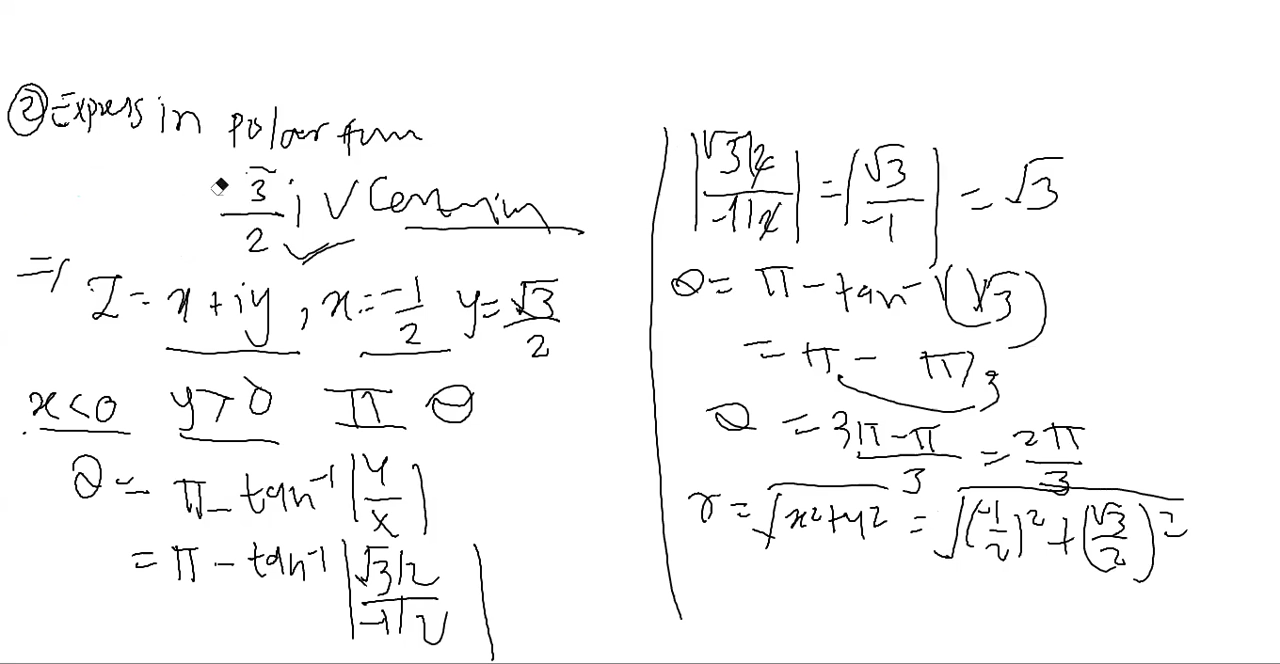 ② Express in polar form
3/2 i ✓
⇒ Z = x + iy , x = -1/2 y = √3/2
x<0 y>0 II θ
θ = π - tan⁻¹ |y/x|
= π - tan⁻¹ |√3/2 / -1/2|
|√3/2 / -1/2| = |√3 / -1| = √3
θ = π - tan⁻¹(√3)
= π - π/3
θ = 3π-π/3 = 2π/3
r = √x²+y² = √(-1/2)² + (√3/2)²